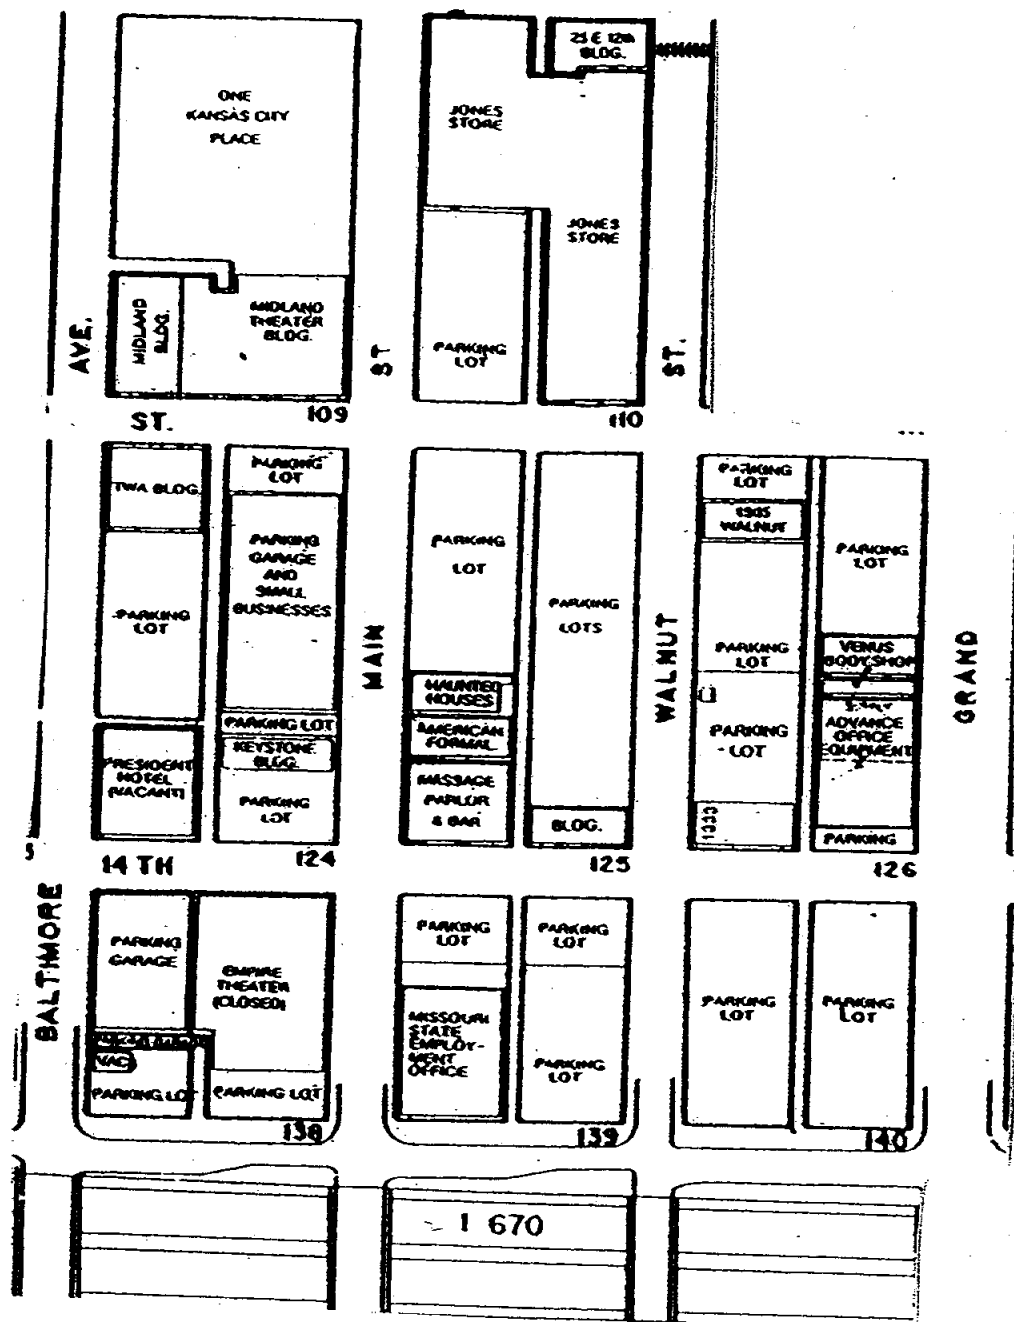 ONE
KANSAS CITY
PLACE
JONES
STORE
25 E 12th
BLDG.
JONES
STORE
MIDLAND
BLDG.
MIDLAND
THEATER
BLDG.
PARKING
LOT
AVE.
ST
ST.
ST.
109
110
TWA BLDG.
PARKING
LOT
PARKING
LOT
PARKING
GARAGE
AND
SMALL
BUSINESSES
PARKING LOT
KEYSTONE
BLDG.
PARKING
LOT
PRESIDENT
HOTEL
(VACANT)
MAIN
PARKING
LOT
HAUNTED
HOUSES
AMERICAN
FORMAL
MASSAGE
PARLOR
& BAR
PARKING
LOTS
BLDG.
WALNUT
PARKING
LOT
WALNUT
PARKING
LOT
PARKING
LOT
1333
PARKING
LOT
VENUS
BODYSHOP
ADVANCE
OFFICE
EQUIPMENT
PARKING
GRAND
14 TH
124
125
126
BALTIMORE
PARKING
GARAGE
EMPIRE
THEATER
(CLOSED)
VAC
PARKING LOT
PARKING LOT
PARKING
LOT
MISSOURI
STATE
EMPLOY-
MENT
OFFICE
PARKING
LOT
PARKING
LOT
PARKING
LOT
PARKING
LOT
138
139
140
I 670